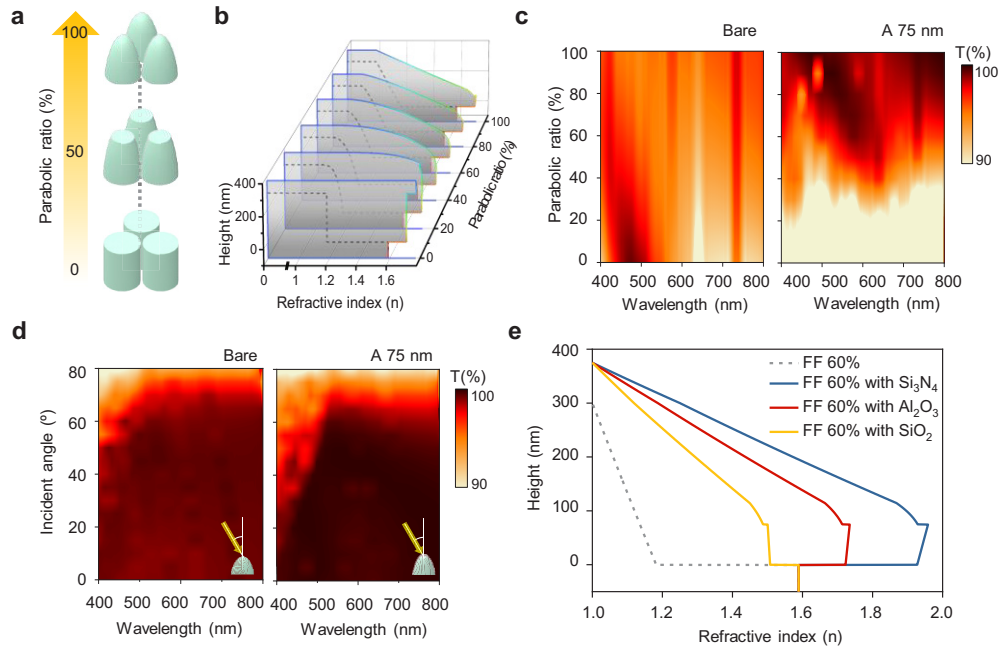 a
Parabolic ratio (%)
100
50
0
b
Height (nm)
400
200
0
0 1 1.2 1.4 1.6
Refractive index (n)
0
20
40
60
80
100
Parabolic ratio (%)
c
Bare
A 75 nm
Parabolic ratio (%)
100
80
60
40
20
0
400 500 600 700 800
Wavelength (nm)
400 500 600 700 800
Wavelength (nm)
T(%)
100
90
d
Bare
A 75 nm
Incident angle (º)
80
60
40
20
0
400 500 600 700 800
Wavelength (nm)
400 500 600 700 800
Wavelength (nm)
T(%)
100
90
e
Height (nm)
400
300
200
100
0
FF 60%
FF 60% with Si₃N₄
FF 60% with Al₂O₃
FF 60% with SiO₂
1.0 1.2 1.4 1.6 1.8 2.0
Refractive index (n)